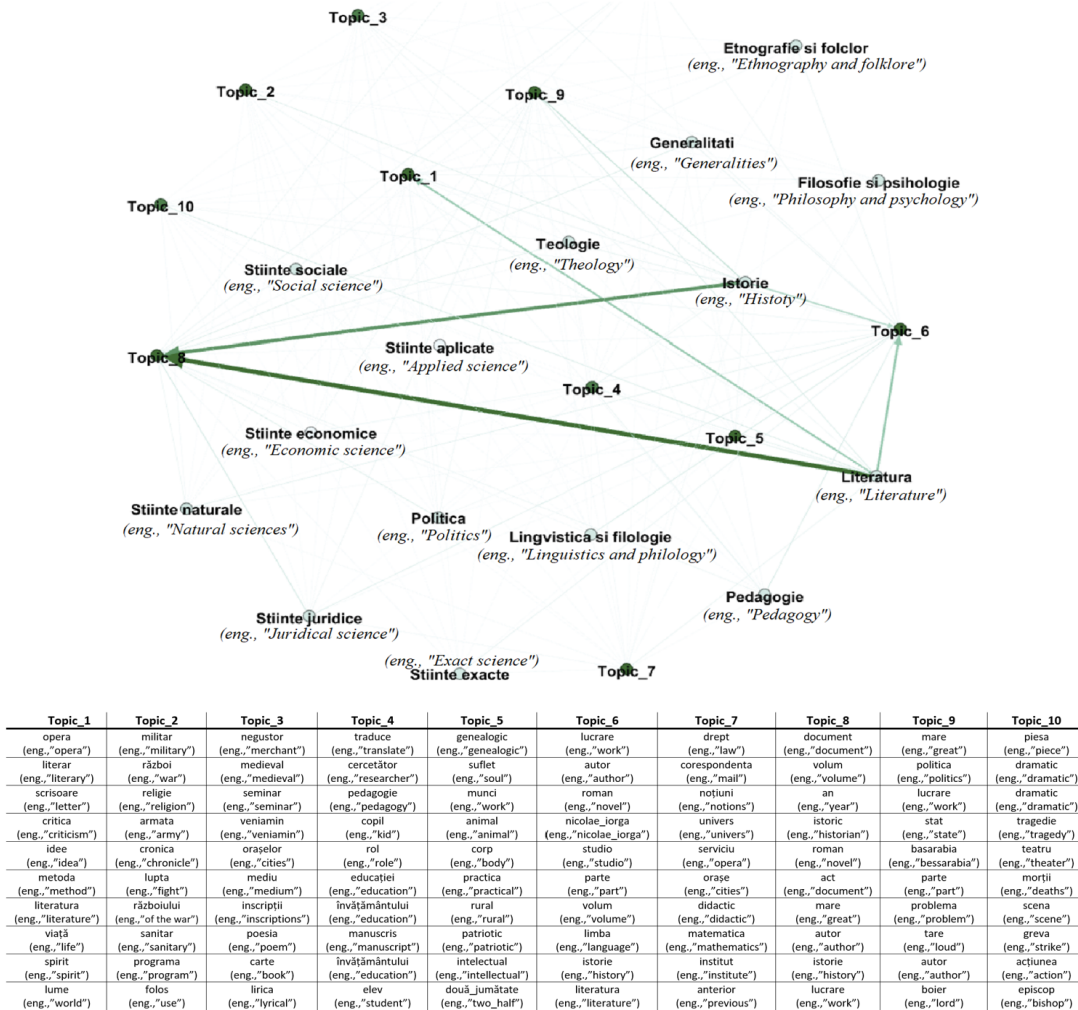 Topic_3
Etnografie si folclor
(eng., "Ethnography and folklore")
Topic_2
Topic_9
Generalitati
(eng., "Generalities")
Topic_1
Filosofie si psihologie
(eng., "Philosophy and psychology")
Topic_10
Teologie
(eng., "Theology")
Stiinte sociale
(eng., "Social science")
Istorie
(eng., "Histoty")
Topic_6
Topic_8
Stiinte aplicate
(eng., "Applied science")
Topic_4
Stiinte economice
(eng., "Economic science")
Topic_5
Literatura
(eng., "Literature")
Stiinte naturale
(eng., "Natural sciences")
Politica
(eng., "Politics")
Lingvistica si filologie
(eng., "Linguistics and philology")
Pedagogie
(eng., "Pedagogy")
Stiinte juridice
(eng., "Juridical science")
(eng., "Exact science")
Stiinte exacte
Topic_7
Topic_1 Topic_2 Topic_3 Topic_4 Topic_5 Topic_6 Topic_7 Topic_8 Topic_9 Topic_10
opera militar negustor traduce genealogic lucrare drept document mare piesa
(eng.,"opera") (eng.,"military") (eng.,"merchant") (eng.,"translate") (eng.,"genealogic") (eng.,"work") (eng.,"law") (eng.,"document") (eng.,"great") (eng.,"piece")
literar război medieval cercetător suflet autor corespondenta volum politica dramatic
(eng.,"literary") (eng.,"war") (eng.,"medieval") (eng.,"researcher") (eng.,"soul") (eng.,"author") (eng.,"mail") (eng.,"volume") (eng.,"politics") (eng.,"dramatic")
scrisoare religie seminar pedagogie munci roman noțiuni an lucrare dramatic
(eng.,"letter") (eng.,"religion") (eng.,"seminar") (eng.,"pedagogy") (eng.,"work") (eng.,"novel") (eng.,"notions") (eng.,"year") (eng.,"work") (eng.,"dramatic")
critica armata veniamin copil animal nicolae_iorga univers istoric stat tragedie
(eng.,"criticism") (eng.,"army") (eng.,"veniamin") (eng.,"kid") (eng.,"animal") (eng.,"nicolae_iorga") (eng.,"univers") (eng.,"historian") (eng.,"state") (eng.,"tragedy")
idee cronica orașelor rol corp studio serviciu roman basarabia teatru
(eng.,"idea") (eng.,"chronicle") (eng.,"cities") (eng.,"role") (eng.,"body") (eng.,"studio") (eng.,"opera") (eng.,"novel") (eng.,"bessarabia") (eng.,"theater")
metoda lupta mediu educației practica parte orașe act parte morții
(eng.,"method") (eng.,"fight") (eng.,"medium") (eng.,"education") (eng.,"practical") (eng.,"part") (eng.,"cities") (eng.,"document") (eng.,"part") (eng.,"deaths")
literatura războiului inscripții învățământului rural volum didactic mare problema scena
(eng.,"literature") (eng.,"of the war") (eng.,"inscriptions") (eng.,"education") (eng.,"rural") (eng.,"volume") (eng.,"didactic") (eng.,"great") (eng.,"problem") (eng.,"scene")
viață sanitar poesia manuscris patriotic limba matematica autor tare greva
(eng.,"life") (eng.,"sanitary") (eng.,"poem") (eng.,"manuscript") (eng.,"patriotic") (eng.,"language") (eng.,"mathematics") (eng.,"author") (eng.,"loud") (eng.,"strike")
spirit programa carte învățământului intelectual istorie institut istorie autor acțiunea
(eng.,"spirit") (eng.,"program") (eng.,"book") (eng.,"education") (eng.,"intellectual") (eng.,"history") (eng.,"institute") (eng.,"history") (eng.,"author") (eng.,"action")
lume folos lirica elev două_jumătate literatura anterior lucrare boier episcop
(eng.,"world") (eng.,"use") (eng.,"lyrical") (eng.,"student") (eng.,"two_half") (eng.,"literature") (eng.,"previous") (eng.,"work") (eng.,"lord") (eng.,"bishop")